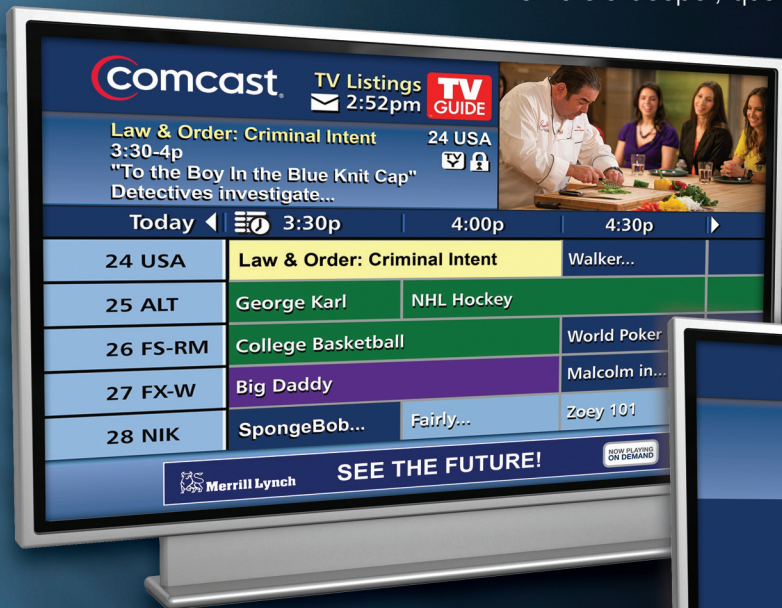 comcast.
TV Listings
2:52pm
TV
GUIDE
Law & Order: Criminal Intent
24 USA
3:30-4p
TV
"To the Boy In the Blue Knit Cap"
Detectives investigate...
Today 3:30p 4:00p 4:30p
24 USA Law & Order: Criminal Intent Walker...
25 ALT George Karl NHL Hockey
26 FS-RM College Basketball World Poker
27 FX-W Big Daddy Malcolm in...
28 NIK SpongeBob... Fairly... Zoey 101
Merrill Lynch SEE THE FUTURE! NOW PLAYING
ON DEMAND